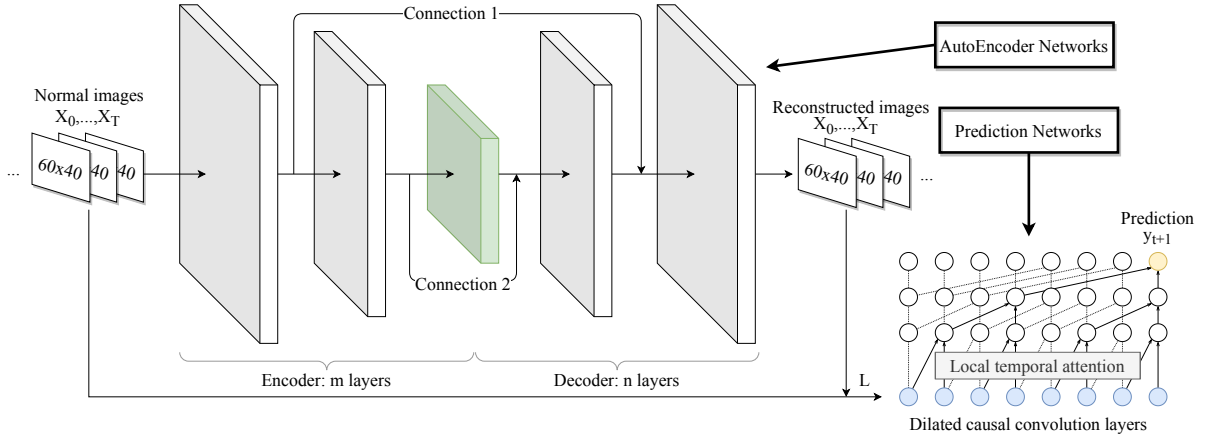 Connection 1
AutoEncoder Networks
Normal images
X0,...,XT
Reconstructed images
X0,...,XT
Prediction Networks
...
60x40
40
40
60x40
40
40
...
Prediction
yt+1
Connection 2
Encoder: m layers
Decoder: n layers
L
Local temporal attention
Dilated causal convolution layers